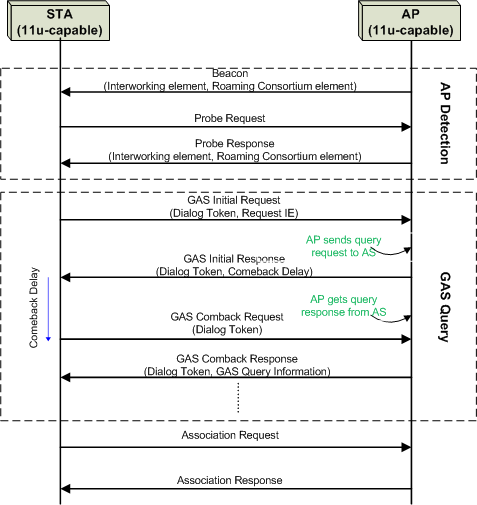 STA
(11u-capable)
AP
(11u-capable)
Beacon
(Interworking element, Roaming Consortium element)
Probe Request
Probe Response
(Interworking element, Roaming Consortium element)
AP Detection
GAS Initial Request
(Dialog Token, Request IE)
AP sends query
request to AS
GAS Initial Response
(Dialog Token, Comeback Delay)
Comeback Delay
AP gets query
response from AS
GAS Comback Request
(Dialog Token)
GAS Comback Response
(Dialog Token, GAS Query Information)
GAS Query
Association Request
Association Response